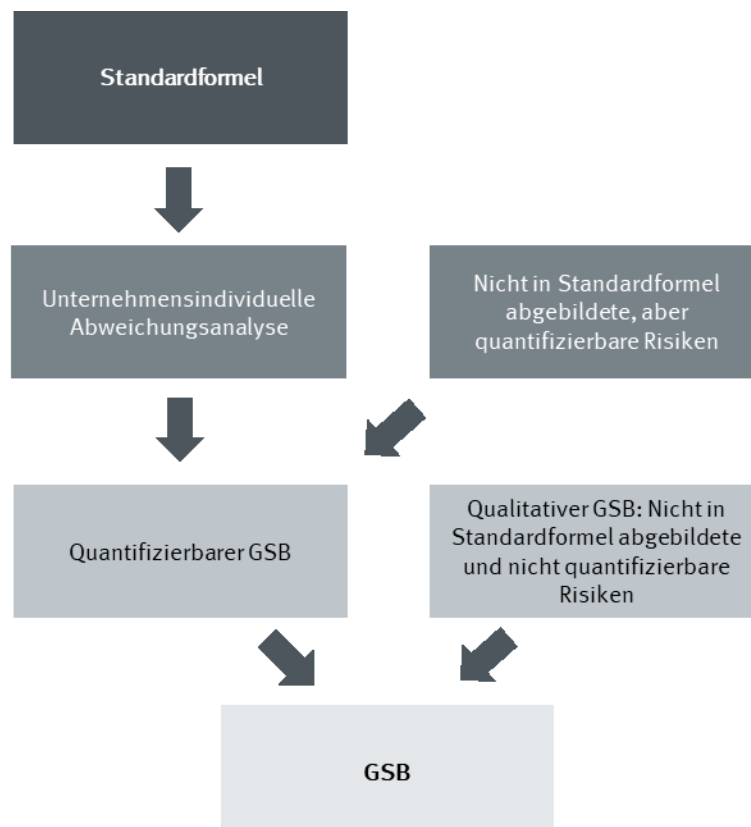 Standardformel
Unternehmensindividuelle
Abweichungsanalyse
Nicht in Standardformel
abgebildete, aber
quantifizierbare Risiken
Quantifizierbarer GSB
Qualitativer GSB: Nicht in
Standardformel abgebildete
und nicht quantifizierbare
Risiken
GSB